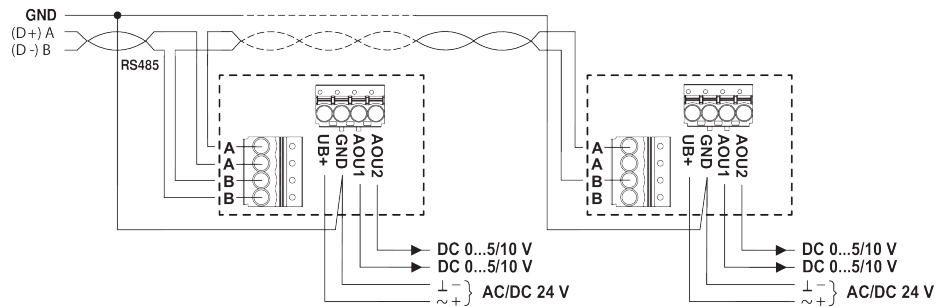 GND
(D+) A
(D-) B
RS485
A
A
B
B
UB+
GND
AOU1
AOU2
DC 0...5/10 V
DC 0...5/10 V
⊥ −
~ +
} AC/DC 24 V
A
A
B
B
UB+
GND
AOU1
AOU2
DC 0...5/10 V
DC 0...5/10 V
⊥ −
~ +
} AC/DC 24 V